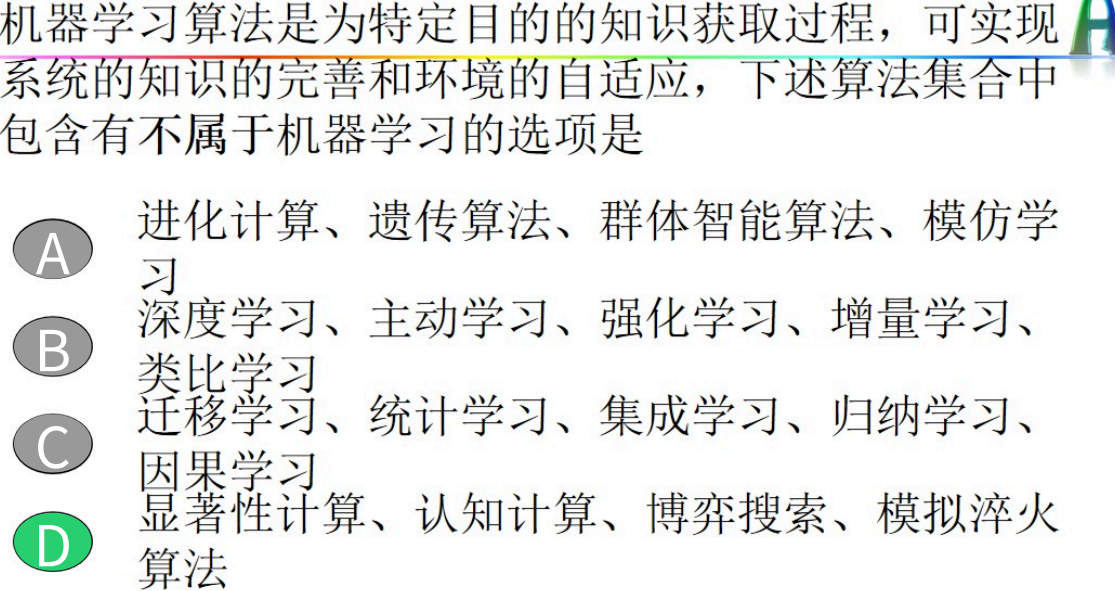 机器学习算法是为特定目的的知识获取过程，可实现
系统的知识的完善和环境的自适应，下述算法集合中
包含有不属于机器学习的选项是
A
进化计算、遗传算法、群体智能算法、模仿学
习
B
深度学习、主动学习、强化学习、增量学习、
类比学习
C
迁移学习、统计学习、集成学习、归纳学习、
因果学习
D
显著性计算、认知计算、博弈搜索、模拟淬火
算法